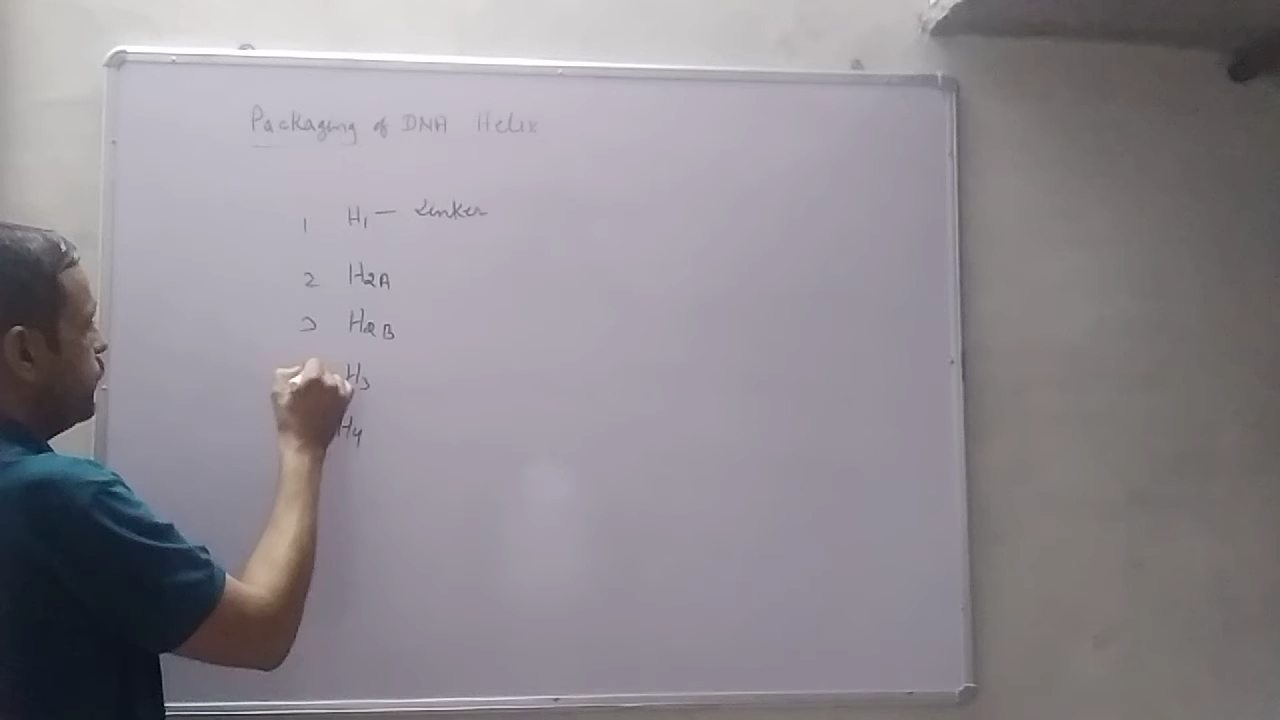 Packaging of DNA Helix
1 H1 — Linker
2 H2A
3 H2B
H3
H4